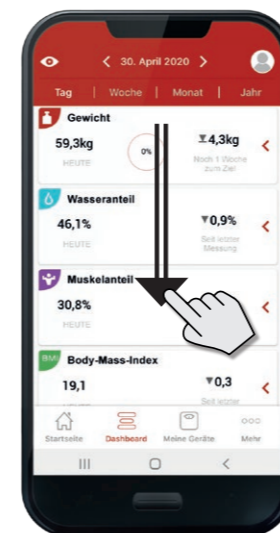 30. April 2020
Tag | Woche | Monat | Jahr
Gewicht
59,3kg
HEUTE
0%
4,3kg
Noch 1 Woche
zum Ziel
Wasseranteil
46,1%
HEUTE
0,9%
Seit letzter
Messung
Muskelanteil
30,8%
HEUTE
BMI
Body-Mass-Index
19,1
0,3
Seit letzter
Startseite
Dashboard
Meine Geräte
Mehr